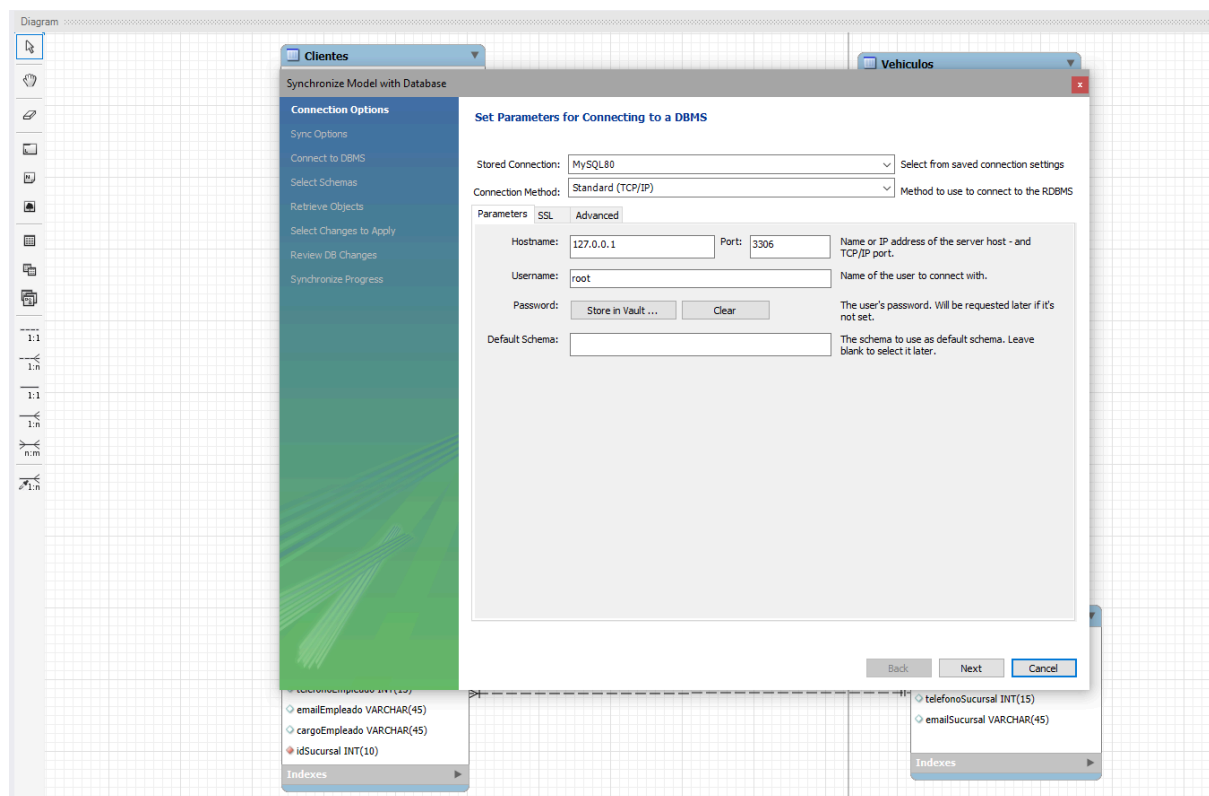 Diagram
1:1
1:n
1:1
1:n
n:m
1:n
Clientes
Vehiculos
Synchronize Model with Database
x
Connection Options
Sync Options
Connect to DBMS
Select Schemas
Retrieve Objects
Select Changes to Apply
Review DB Changes
Synchronize Progress
Set Parameters for Connecting to a DBMS
Stored Connection: MySQL80 Select from saved connection settings
Connection Method: Standard (TCP/IP) Method to use to connect to the RDBMS
Parameters SSL Advanced
Hostname: 127.0.0.1 Port: 3306 Name or IP address of the server host - and
TCP/IP port.
Username: root Name of the user to connect with.
Password: Store in Vault ... Clear The user's password. Will be requested later if it's
not set.
Default Schema: The schema to use as default schema. Leave
blank to select it later.
Back Next Cancel
telefonoEmpleado INT(15)
emailEmpleado VARCHAR(45)
cargoEmpleado VARCHAR(45)
idSucursal INT(10)
Indexes
telefonoSucursal INT(15)
emailSucursal VARCHAR(45)
Indexes